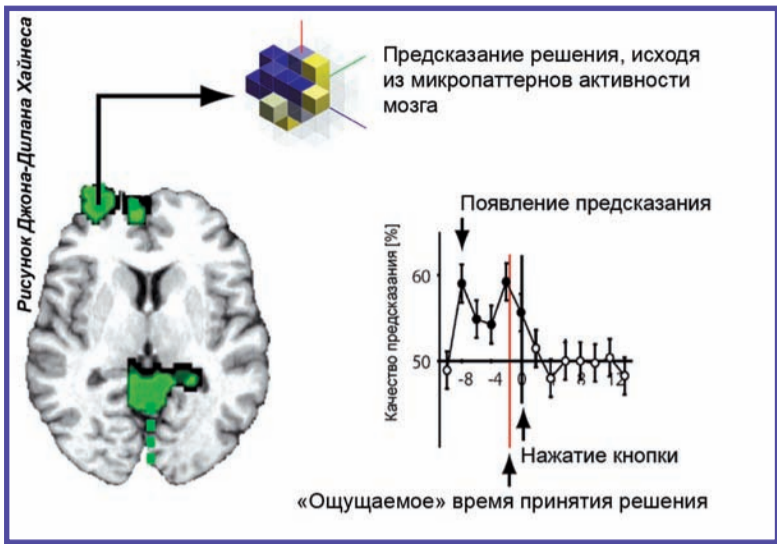 Рисунок Джона-Дилана Хайнеса
Предсказание решения, исходя
из микропаттернов активности
мозга
Появление предсказания
Качество предсказания [%]
60
50
-8 -4 0 8 12
Нажатие кнопки
«Ощущаемое» время принятия решения